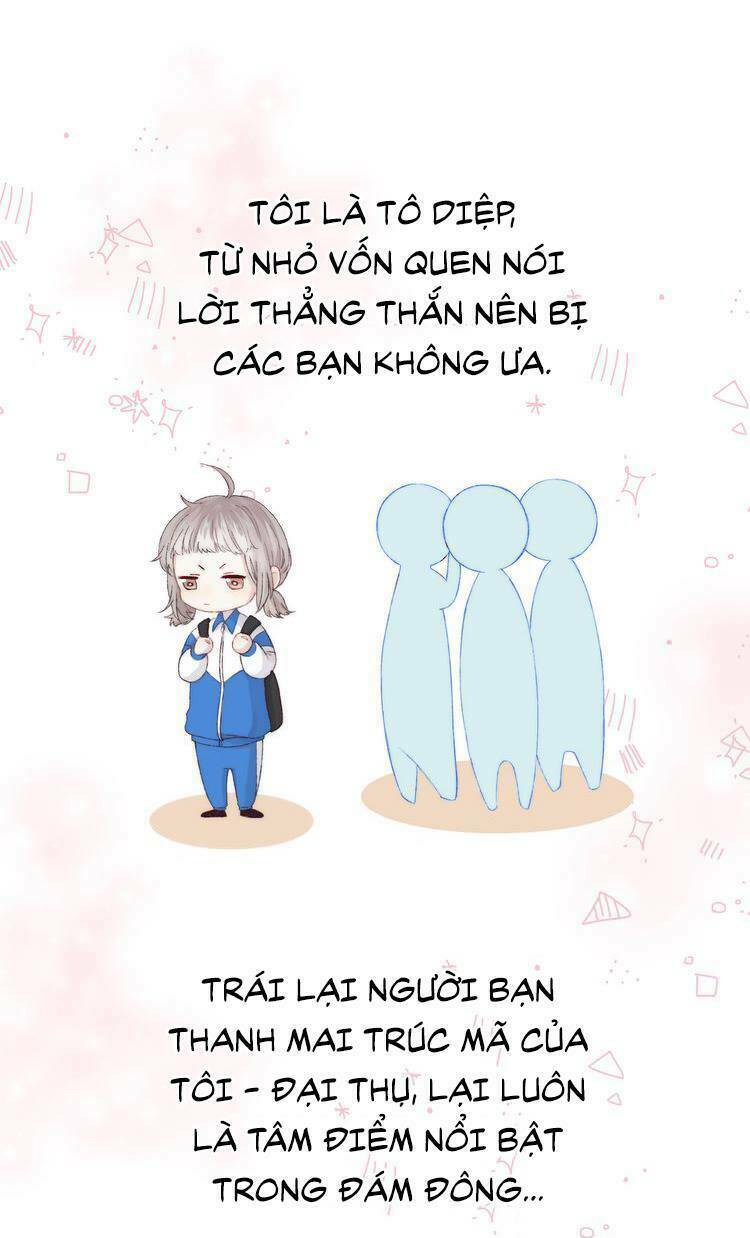 TÔI LÀ TÔ DIỆP,
TỪ NHỎ VỐN QUEN NÓI
LỜI THẲNG THẮN NÊN BỊ
CÁC BẠN KHÔNG ƯA.
TRÁI LẠI NGƯỜI BẠN
THANH MAI TRÚC MÃ CỦA
TÔI - ĐẠI THỤ, LẠI LUÔN
LÀ TÂM ĐIỂM NỔI BẬT
TRONG ĐÁM ĐÔNG...